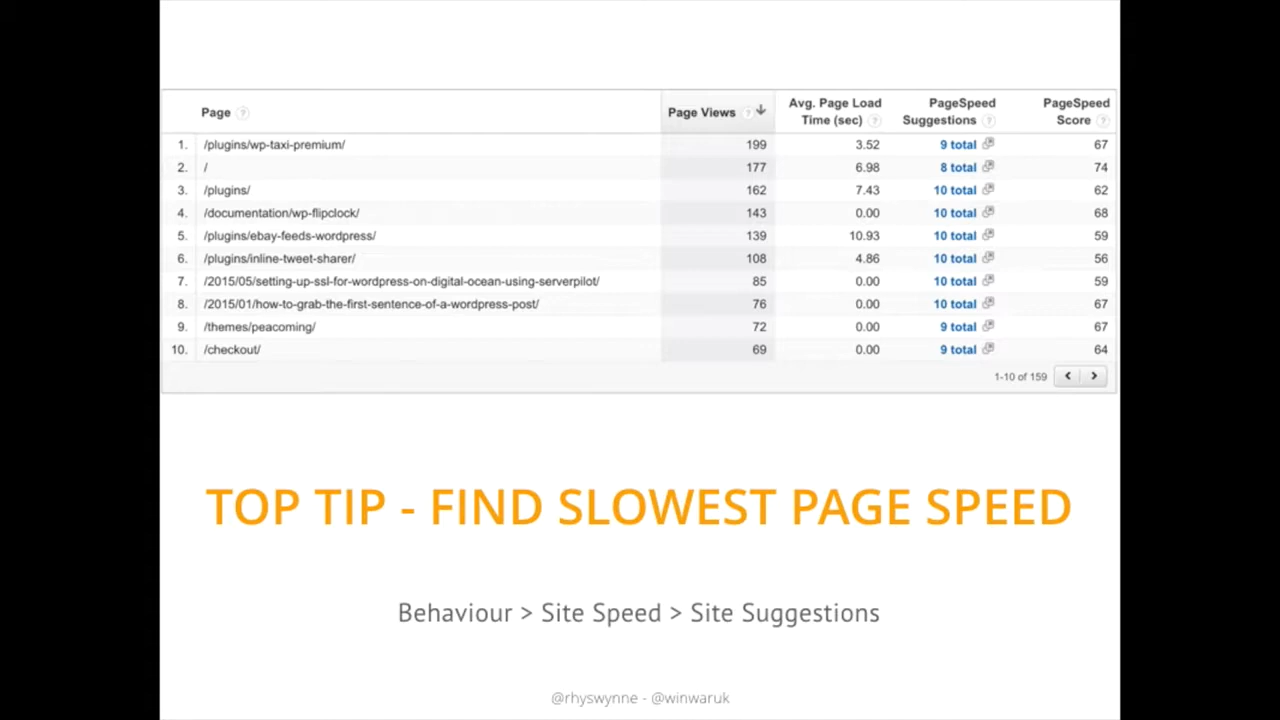 Page Page Views Avg. Page Load Time (sec) PageSpeed Suggestions PageSpeed Score
1. /plugins/wp-taxi-premium/ 199 3.52 9 total 67
2. / 177 6.98 8 total 74
3. /plugins/ 162 7.43 10 total 62
4. /documentation/wp-flipclock/ 143 0.00 10 total 68
5. /plugins/ebay-feeds-wordpress/ 139 10.93 10 total 59
6. /plugins/inline-tweet-sharer/ 108 4.86 10 total 56
7. /2015/05/setting-up-ssl-for-wordpress-on-digital-ocean-using-serverpilot/ 85 0.00 10 total 59
8. /2015/01/how-to-grab-the-first-sentence-of-a-wordpress-post/ 76 0.00 10 total 67
9. /themes/peacoming/ 72 0.00 9 total 67
10. /checkout/ 69 0.00 9 total 64
1-10 of 159
TOP TIP - FIND SLOWEST PAGE SPEED
Behaviour > Site Speed > Site Suggestions
@rhyswynne - @winwaruk